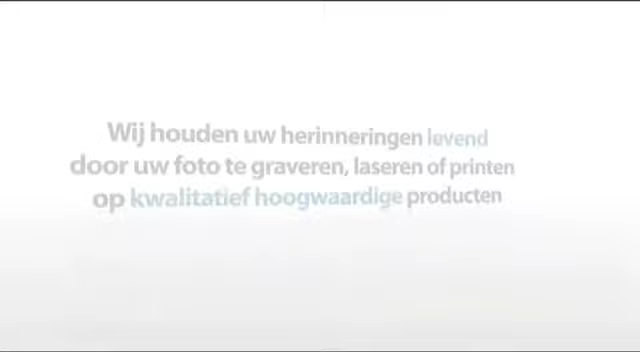 Wij houden uw herinneringen levend
door uw foto te graveren, laseren of printen
op kwalitatief hoogwaardige producten